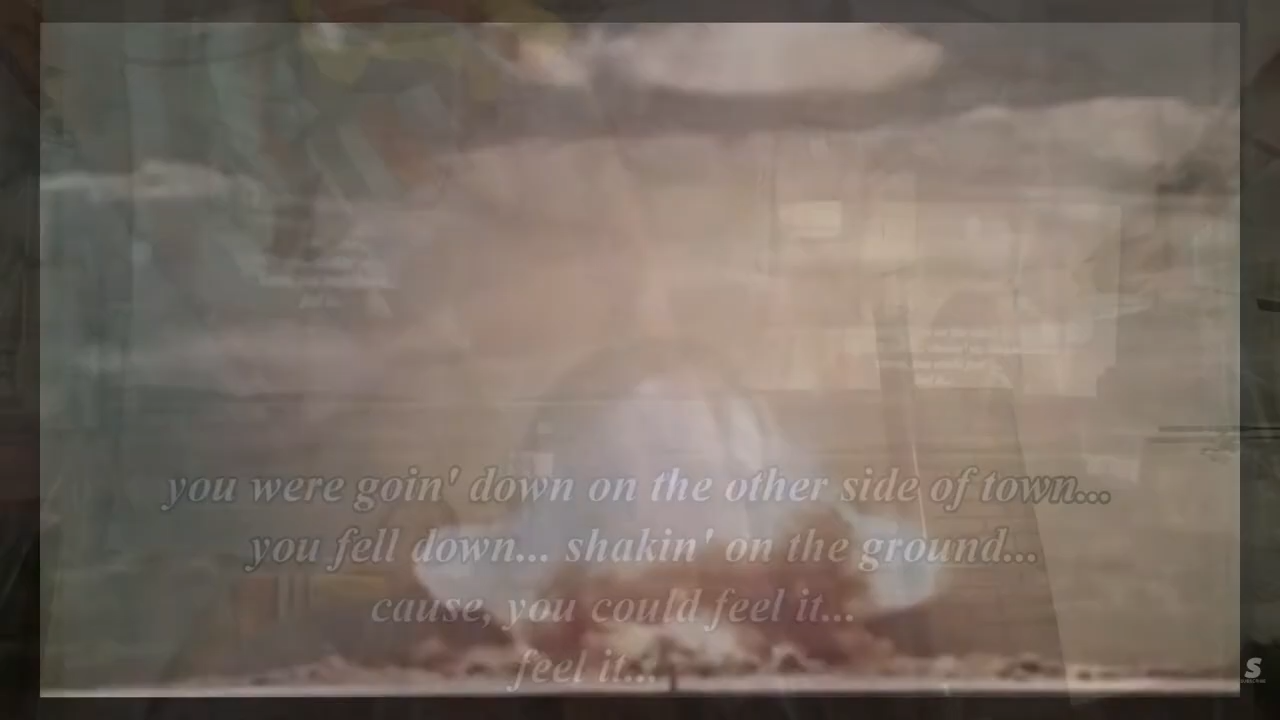 you were goin' down on the other side of town...
you fell down... shakin' on the ground...
cause, you could feel it...
feel it...